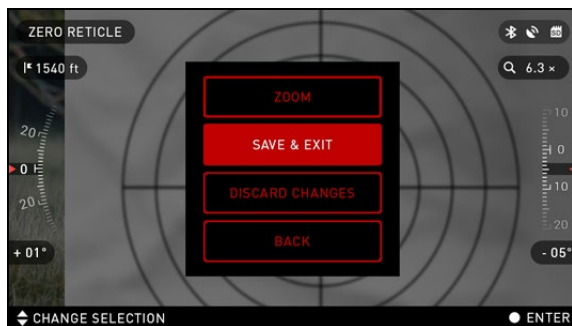 ZERO RETICLE
SD
1540 ft
6.3 ×
ZOOM
SAVE & EXIT
DISCARD CHANGES
BACK
20
0
20
10
0
10
20
+ 01°
- 05°
CHANGE SELECTION
ENTER